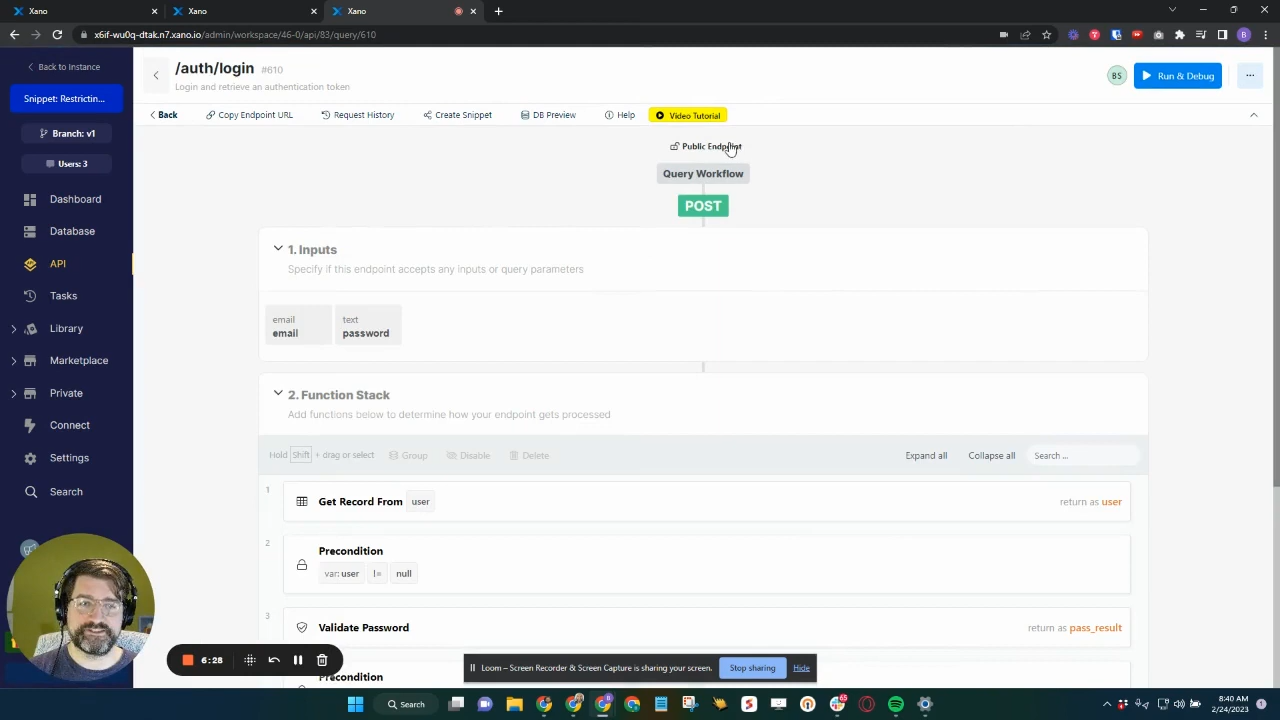 Xano
Xano
Xano
x6if-wu0q-dtak.n7.xano.io/admin/workspace/46-0/api/83/query/610
Back to Instance
Snippet: Restrictin...
Branch: v1
Users: 3
Dashboard
Database
API
Tasks
Library
Marketplace
Private
Connect
Settings
Search
/auth/login #610
Login and retrieve an authentication token
BS
Run & Debug
...
Back
Copy Endpoint URL
Request History
Create Snippet
DB Preview
Help
Video Tutorial
Public Endpoint
Query Workflow
POST
1. Inputs
Specify if this endpoint accepts any inputs or query parameters
email
email
text
password
2. Function Stack
Add functions below to determine how your endpoint gets processed
Hold Shift + drag or select
Group
Disable
Delete
Expand all
Collapse all
Search ...
1
Get Record From user
return as user
2
Precondition
var: user != null
3
Validate Password
return as pass_result
Precondition
6:28
Loom – Screen Recorder & Screen Capture is sharing your screen.
Stop sharing
Hide
Search
65
8:40 AM
2/24/2023